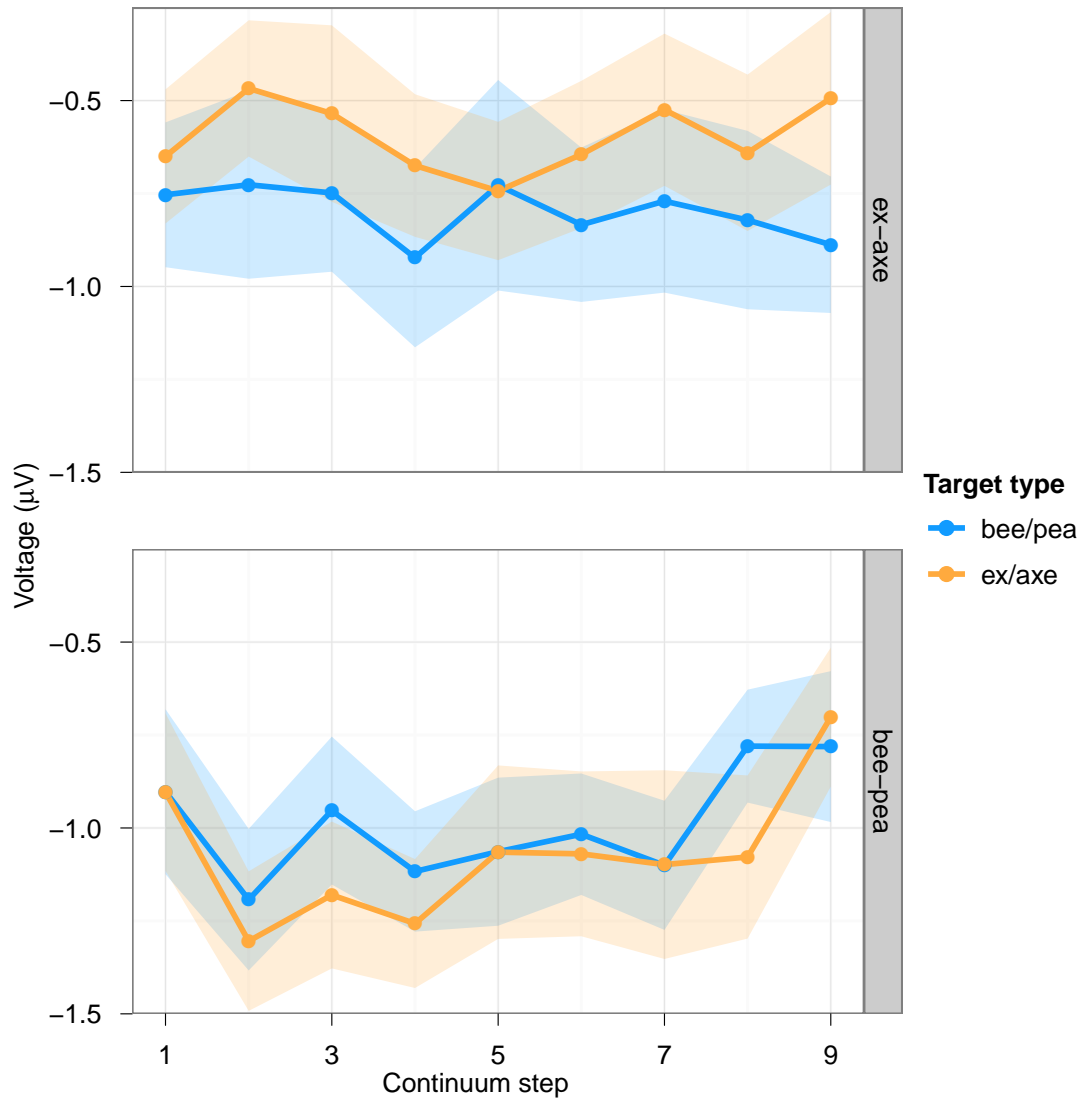 −0.5
−1.0
−1.5
ex−axe
Voltage (μV)
−0.5
−1.0
−1.5
bee−pea
1 3 5 7 9
Continuum step
Target type
bee/pea
ex/axe